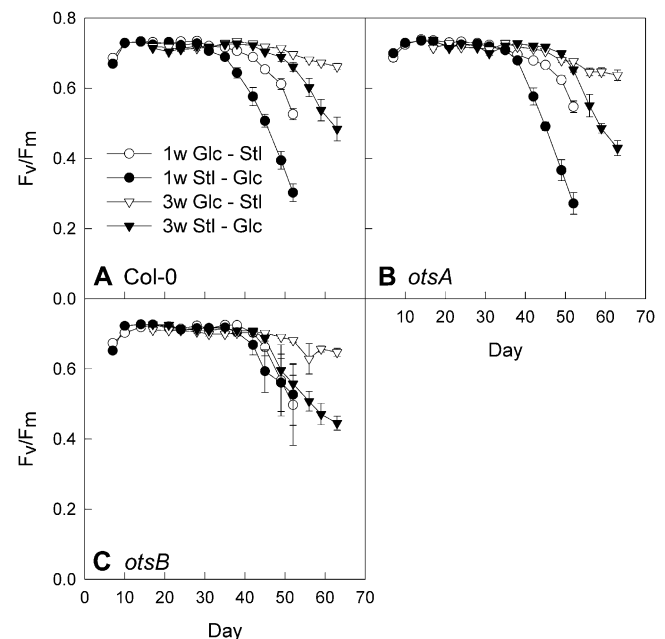 0.8
0.6
0.4
0.2
0.0
Fv/Fm
1w Glc - Stl
1w Stl - Glc
3w Glc - Stl
3w Stl - Glc
A Col-0
B otsA
10 20 30 40 50 60 70
Day
0.6
0.4
0.2
0.0
Fv/Fm
C otsB
0 10 20 30 40 50 60 70
Day